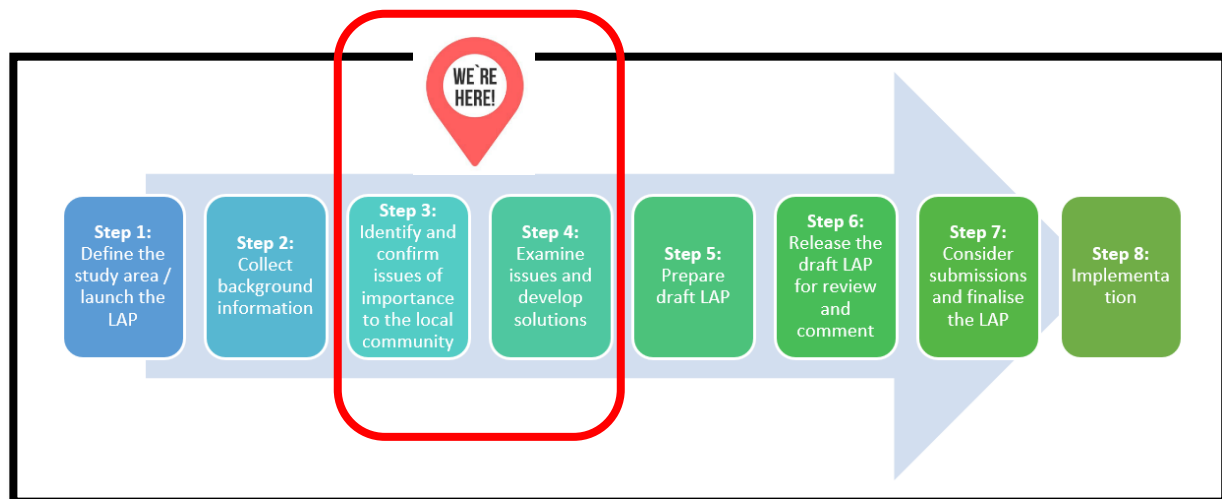 WE`RE
HERE!
Step 1:
Define the
study area /
launch the
LAP
Step 2:
Collect
background
information
Step 3:
Identify and
confirm
issues of
importance
to the local
community
Step 4:
Examine
issues and
develop
solutions
Step 5:
Prepare
draft LAP
Step 6:
Release the
draft LAP
for review
and
comment
Step 7:
Consider
submissions
and finalise
the LAP
Step 8:
Implementa
tion